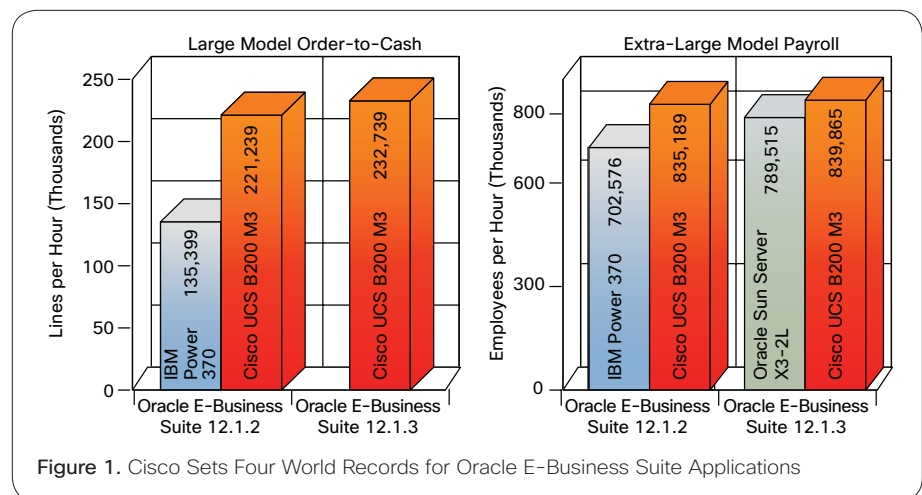 Large Model Order-to-Cash
Lines per Hour (Thousands)
250
200
150
100
50
0
IBM
Power
370
135,399
Cisco UCS B200 M3
221,239
Cisco UCS B200 M3
232,739
Oracle E-Business
Suite 12.1.2
Oracle E-Business
Suite 12.1.3
Extra-Large Model Payroll
Employees per Hour (Thousands)
800
600
300
0
IBM Power 370
702,576
Cisco UCS B200 M3
835,189
Oracle Sun Server
X3-2L
789,515
Cisco UCS B200 M3
839,865
Oracle E-Business
Suite 12.1.2
Oracle E-Business
Suite 12.1.3
Figure 1. Cisco Sets Four World Records for Oracle E-Business Suite Applications